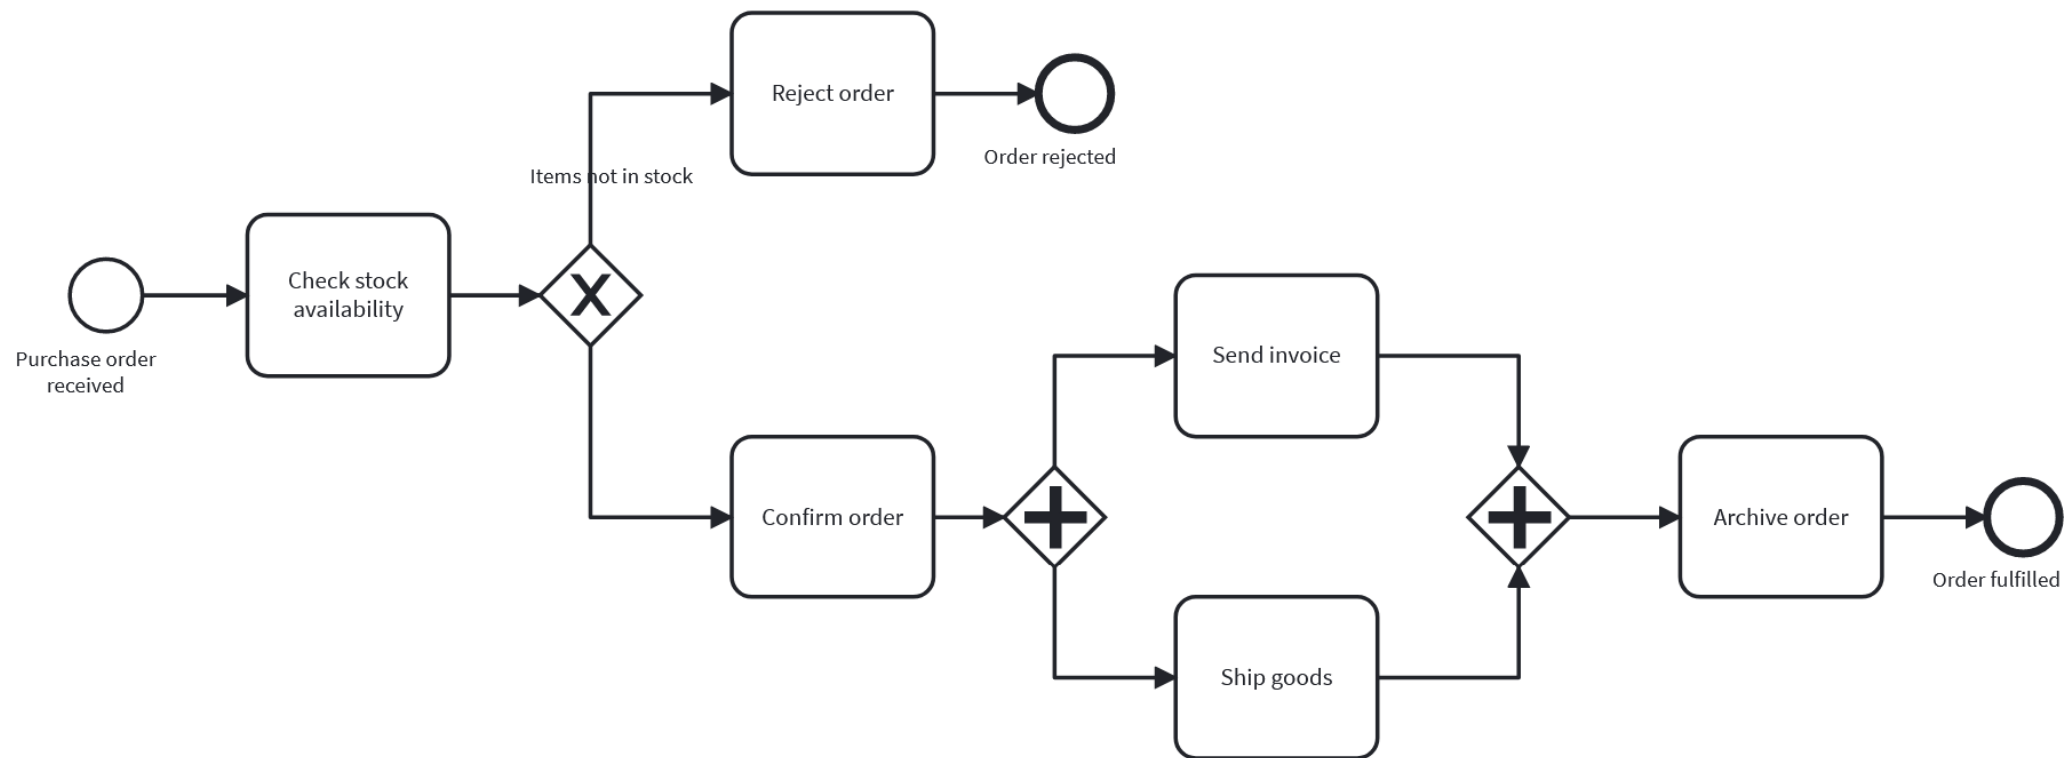 Reject order
Order rejected
Items not in stock
Check stock
availability
Purchase order
received
Send invoice
Confirm order
Archive order
Order fulfilled
Ship goods